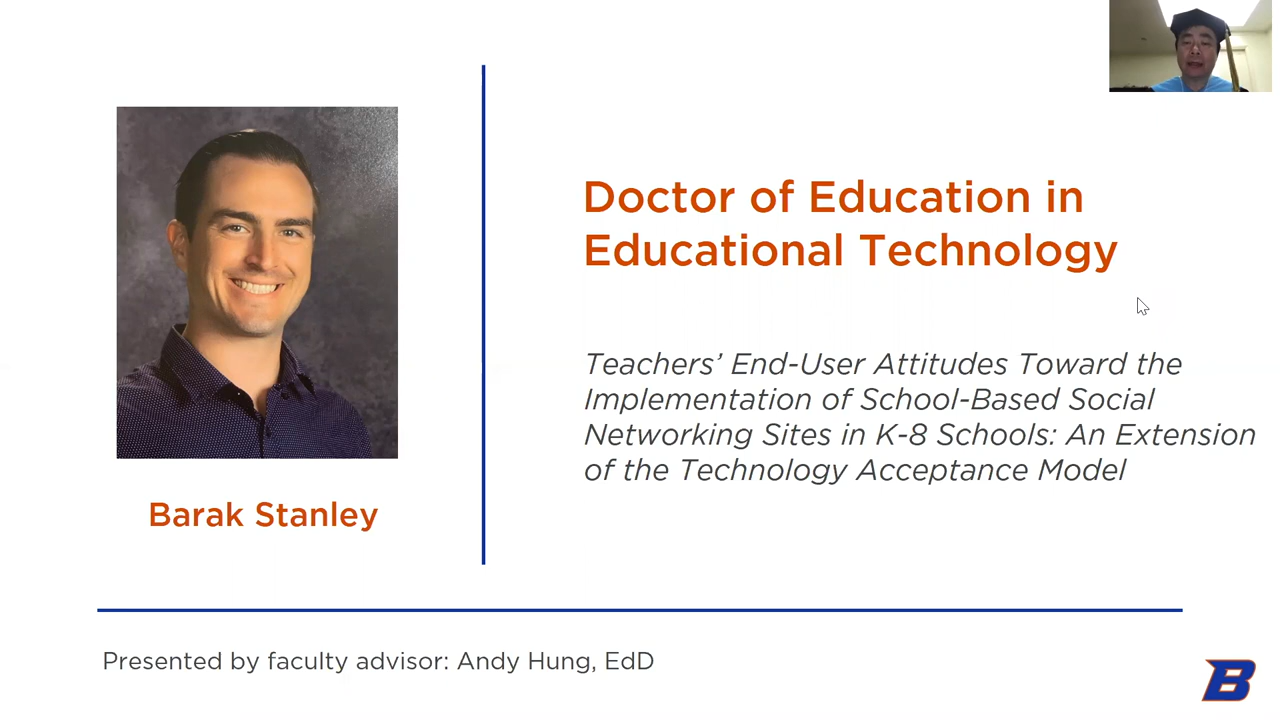 Doctor of Education in
Educational Technology
Teachers’ End-User Attitudes Toward the
Implementation of School-Based Social
Networking Sites in K-8 Schools: An Extension
of the Technology Acceptance Model
Barak Stanley
Presented by faculty advisor: Andy Hung, EdD
B